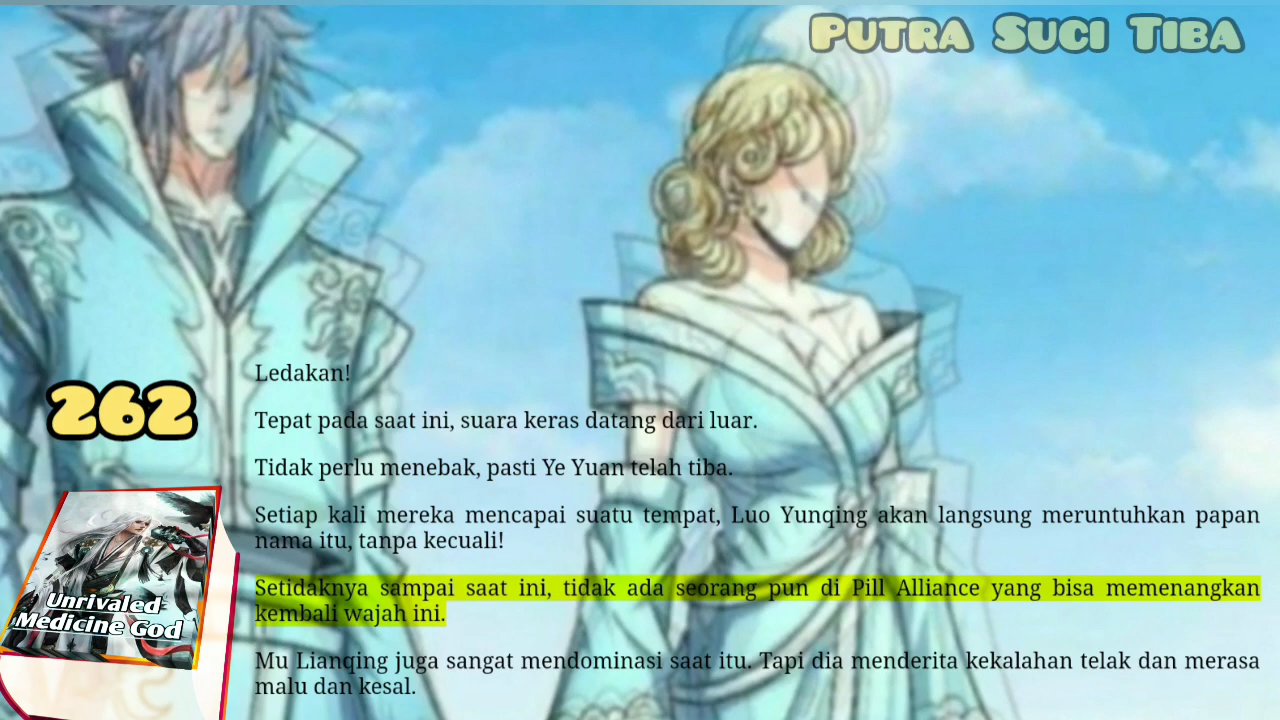 Putra Suci Tiba
262
Unrivaled
Medicine God
Ledakan!
Tepat pada saat ini, suara keras datang dari luar.
Tidak perlu menebak, pasti Ye Yuan telah tiba.
Setiap kali mereka mencapai suatu tempat, Luo Yunqing akan langsung meruntuhkan papan
nama itu, tanpa kecuali!
Setidaknya sampai saat ini, tidak ada seorang pun di Pill Alliance yang bisa memenangkan
kembali wajah ini.
Mu Lianqing juga sangat mendominasi saat itu. Tapi dia menderita kekalahan telak dan merasa
malu dan kesal.